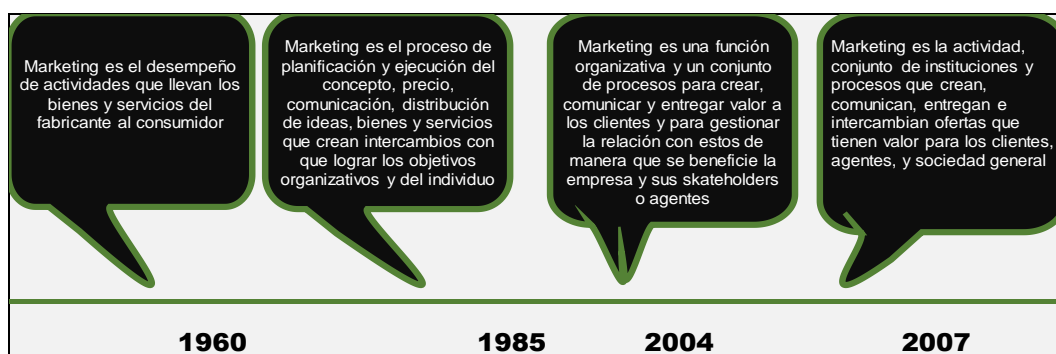 Marketing es el desempeño
de actividades que llevan los
bienes y servicios del
fabricante al consumidor
Marketing es el proceso de
planificación y ejecución del
concepto, precio,
comunicación, distribución
de ideas, bienes y servicios
que crean intercambios con
que lograr los objetivos
organizativos y del individuo
Marketing es una función
organizativa y un conjunto
de procesos para crear,
comunicar y entregar valor a
los clientes y para gestionar
la relación con estos de
manera que se beneficie la
empresa y sus skateholders
o agentes
Marketing es la actividad,
conjunto de instituciones y
procesos que crean,
comunican, entregan e
intercambian ofertas que
tienen valor para los clientes,
agentes, y sociedad general
1960
1985
2004
2007